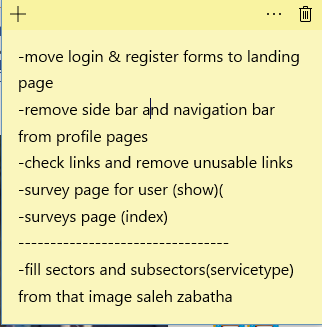 -move login & register forms to landing
page
-remove side bar and navigation bar
from profile pages
-check links and remove unusable links
-survey page for user (show)(
-surveys page (index)
---------------------------------
-fill sectors and subsectors(servicetype)
from that image saleh zabatha